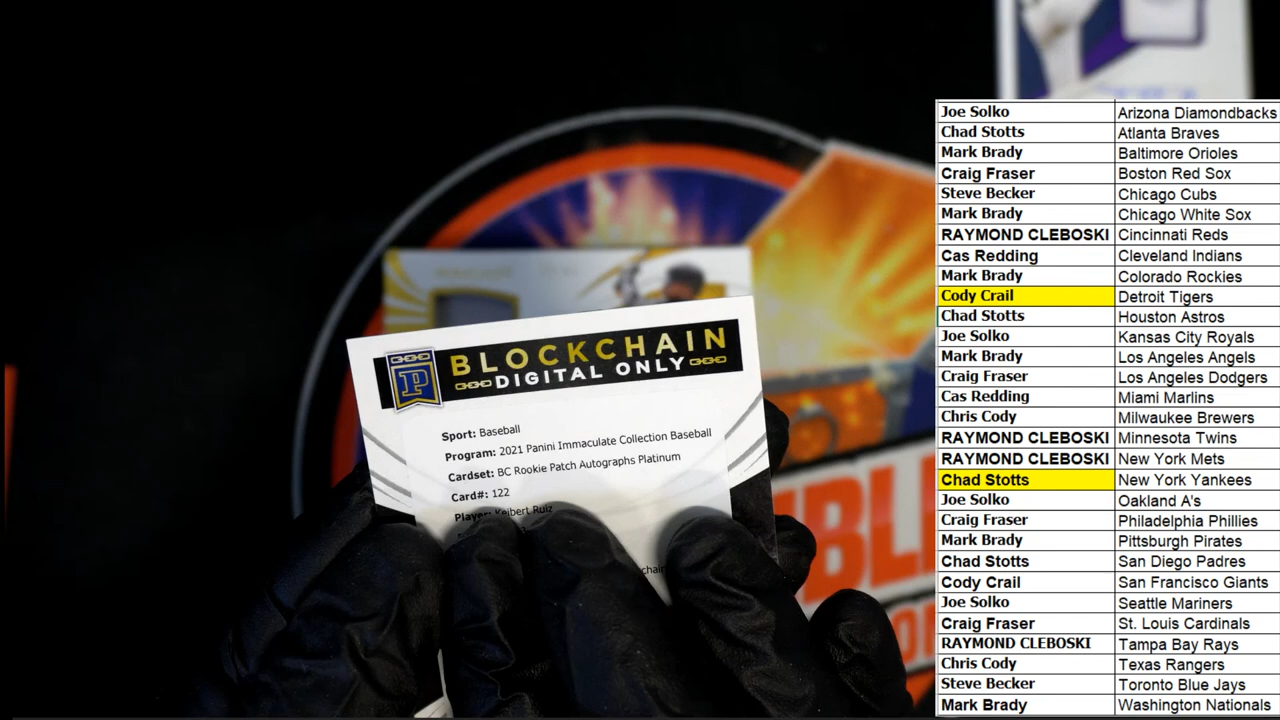 BLOCKCHAIN
DIGITAL ONLY
P
Sport: Baseball
Program: 2021 Panini Immaculate Collection Baseball
Cardset: BC Rookie Patch Autographs Platinum
Card#: 122
Player: Keibert Ruiz
Joe Solko Arizona Diamondbacks
Chad Stotts Atlanta Braves
Mark Brady Baltimore Orioles
Craig Fraser Boston Red Sox
Steve Becker Chicago Cubs
Mark Brady Chicago White Sox
RAYMOND CLEBOSKI Cincinnati Reds
Cas Redding Cleveland Indians
Mark Brady Colorado Rockies
Cody Crail Detroit Tigers
Chad Stotts Houston Astros
Joe Solko Kansas City Royals
Mark Brady Los Angeles Angels
Craig Fraser Los Angeles Dodgers
Cas Redding Miami Marlins
Chris Cody Milwaukee Brewers
RAYMOND CLEBOSKI Minnesota Twins
RAYMOND CLEBOSKI New York Mets
Chad Stotts New York Yankees
Joe Solko Oakland A's
Craig Fraser Philadelphia Phillies
Mark Brady Pittsburgh Pirates
Chad Stotts San Diego Padres
Cody Crail San Francisco Giants
Joe Solko Seattle Mariners
Craig Fraser St. Louis Cardinals
RAYMOND CLEBOSKI Tampa Bay Rays
Chris Cody Texas Rangers
Steve Becker Toronto Blue Jays
Mark Brady Washington Nationals